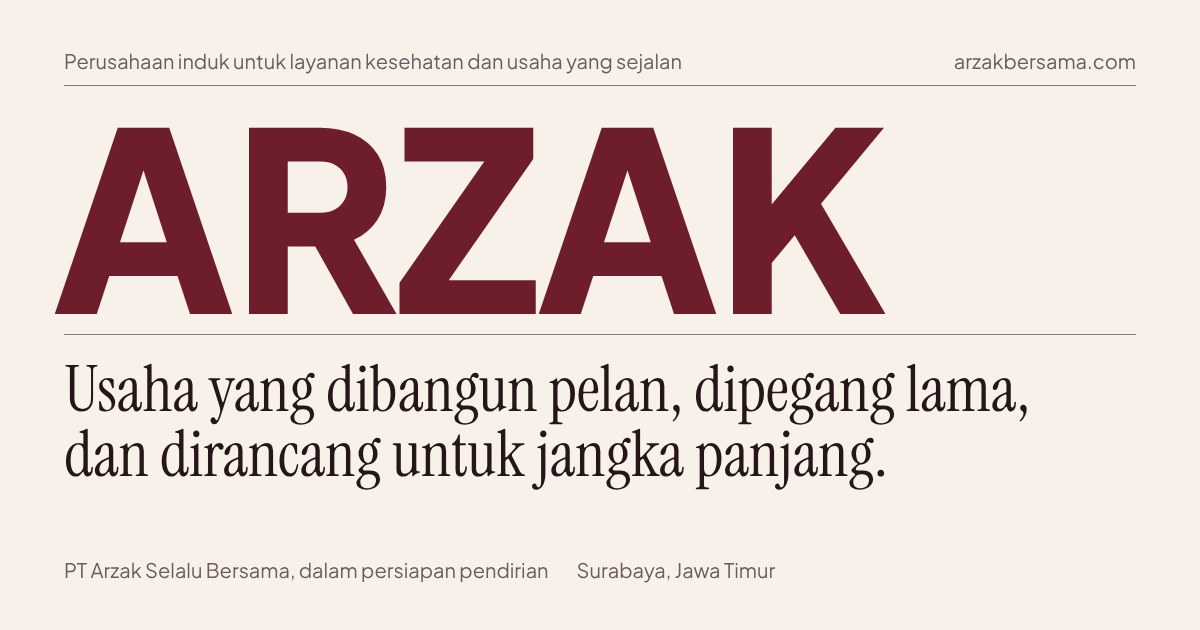 Perusahaan induk untuk layanan kesehatan dan usaha yang sejalan
arzakbersama.com
ARZAK
Usaha yang dibangun pelan, dipegang lama,
dan dirancang untuk jangka panjang.
PT Arzak Selalu Bersama, dalam persiapan pendirian
Surabaya, Jawa Timur